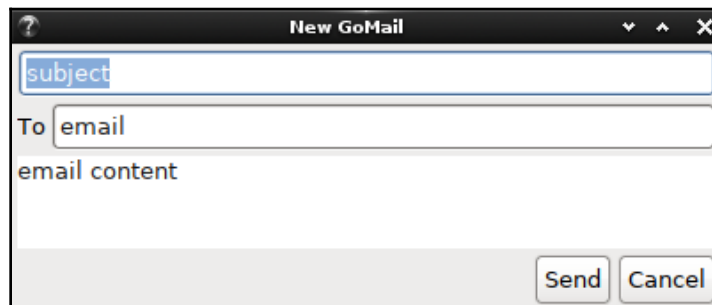 New GoMail
subject
To email
email content
Send Cancel